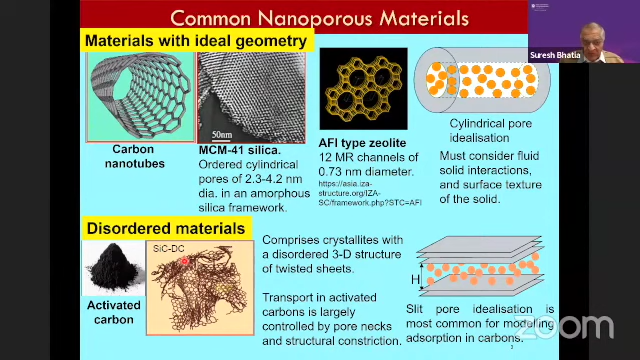 Common Nanoporous Materials
Suresh Bhatia
Materials with ideal geometry
50nm
Carbon
nanotubes
MCM-41 silica.
Ordered cylindrical
pores of 2.3-4.2 nm
dia. in an amorphous
silica framework.
AFI type zeolite
12 MR channels of
0.73 nm diameter.
https://asia.iza-
structure.org/IZA-
SC/framework.php?STC=AFI
Cylindrical pore
idealisation
Must consider fluid
solid interactions,
and surface texture
of the solid.
Disordered materials
SiC-DC
Activated
carbon
Comprises crystallites with
a disordered 3-D structure
of twisted sheets.
Transport in activated
carbons is largely
controlled by pore necks
and structural constriction.
H
Slit pore idealisation is
most common for modelling
adsorption in carbons.
zoom